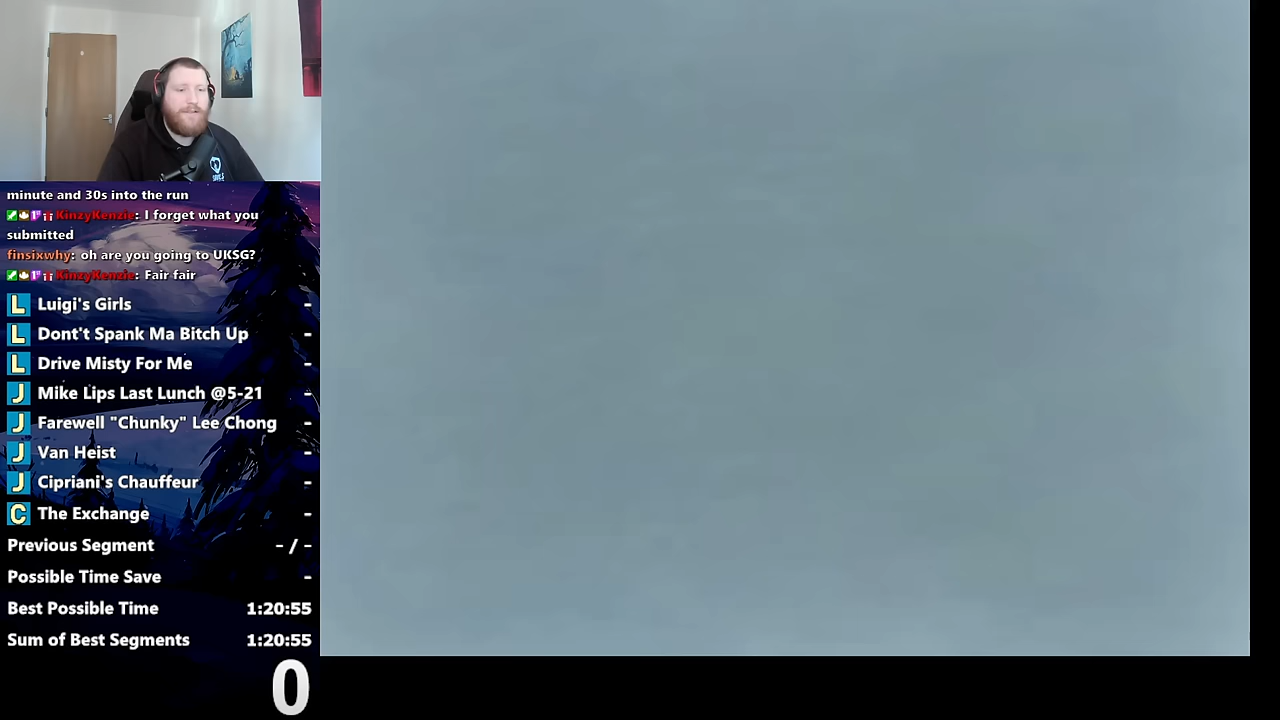 minute and 30s into the run
KinzyKenzie: I forget what you
submitted
finsixwhy: oh are you going to UKSG?
KinzyKenzie: Fair fair
L Luigi's Girls -
L Dont't Spank Ma Bitch Up -
L Drive Misty For Me -
J Mike Lips Last Lunch @5-21 -
J Farewell "Chunky" Lee Chong -
J Van Heist -
J Cipriani's Chauffeur -
C The Exchange -
Previous Segment - / -
Possible Time Save -
Best Possible Time 1:20:55
Sum of Best Segments 1:20:55
0